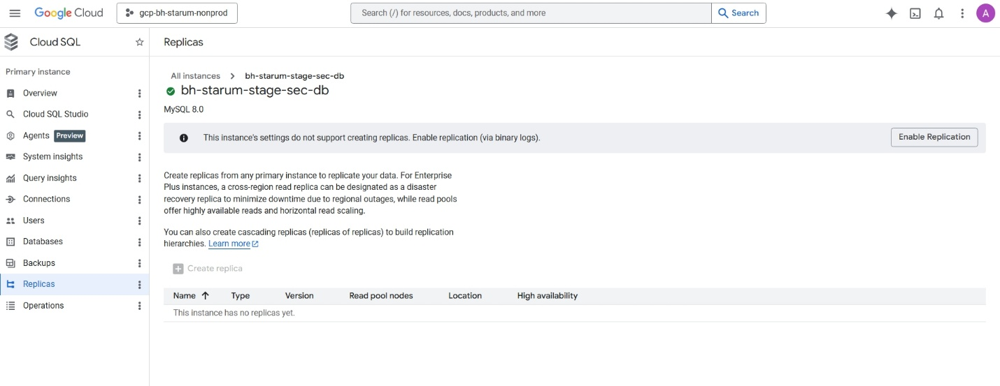 Google Cloud
gcp-bh-starum-nonprod
Search (/) for resources, docs, products, and more
Search
A
Cloud SQL
Replicas
Primary instance
Overview
Cloud SQL Studio
Agents Preview
System insights
Query insights
Connections
Users
Databases
Backups
Replicas
Operations
All instances > bh-starum-stage-sec-db
bh-starum-stage-sec-db
MySQL 8.0
This instance's settings do not support creating replicas. Enable replication (via binary logs).
Enable Replication
Create replicas from any primary instance to replicate your data. For Enterprise
Plus instances, a cross-region read replica can be designated as a disaster
recovery replica to minimize downtime due to regional outages, while read pools
offer highly available reads and horizontal read scaling.
You can also create cascading replicas (replicas of replicas) to build replication
hierarchies. Learn more
Create replica
Name Type Version Read pool nodes Location High availability
This instance has no replicas yet.